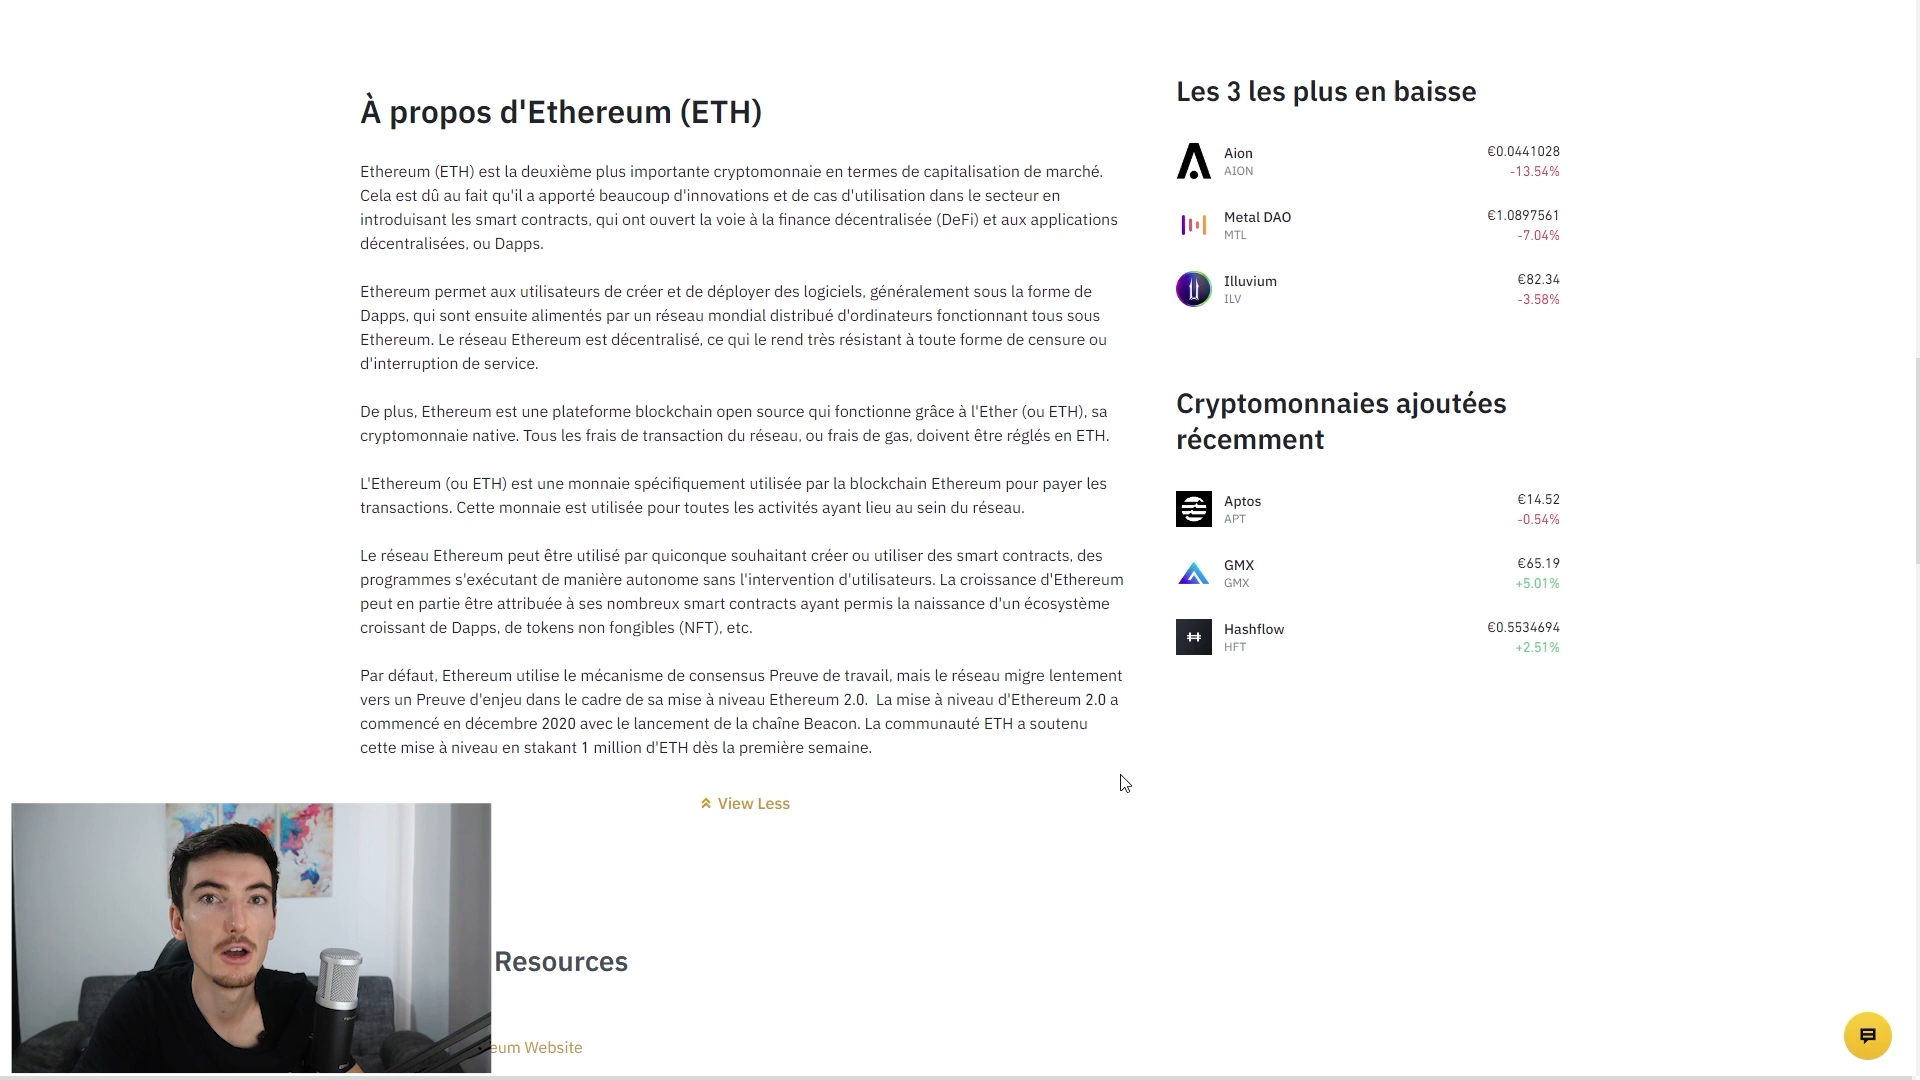 À propos d'Ethereum (ETH)
Ethereum (ETH) est la deuxième plus importante cryptomonnaie en termes de capitalisation de marché.
Cela est dû au fait qu'il a apporté beaucoup d'innovations et de cas d'utilisation dans le secteur en
introduisant les smart contracts, qui ont ouvert la voie à la finance décentralisée (DeFi) et aux applications
décentralisées, ou Dapps.
Ethereum permet aux utilisateurs de créer et de déployer des logiciels, généralement sous la forme de
Dapps, qui sont ensuite alimentés par un réseau mondial distribué d'ordinateurs fonctionnant tous sous
Ethereum. Le réseau Ethereum est décentralisé, ce qui le rend très résistant à toute forme de censure ou
d'interruption de service.
De plus, Ethereum est une plateforme blockchain open source qui fonctionne grâce à l'Ether (ou ETH), sa
cryptomonnaie native. Tous les frais de transaction du réseau, ou frais de gas, doivent être réglés en ETH.
L'Ethereum (ou ETH) est une monnaie spécifiquement utilisée par la blockchain Ethereum pour payer les
transactions. Cette monnaie est utilisée pour toutes les activités ayant lieu au sein du réseau.
Le réseau Ethereum peut être utilisé par quiconque souhaitant créer ou utiliser des smart contracts, des
programmes s'exécutant de manière autonome sans l'intervention d'utilisateurs. La croissance d'Ethereum
peut en partie être attribuée à ses nombreux smart contracts ayant permis la naissance d'un écosystème
croissant de Dapps, de tokens non fongibles (NFT), etc.
Par défaut, Ethereum utilise le mécanisme de consensus Preuve de travail, mais le réseau migre lentement
vers un Preuve d'enjeu dans le cadre de sa mise à niveau Ethereum 2.0.  La mise à niveau d'Ethereum 2.0 a
commencé en décembre 2020 avec le lancement de la chaîne Beacon. La communauté ETH a soutenu
cette mise à niveau en stakant 1 million d'ETH dès la première semaine.
View Less
Resources
eum Website
Les 3 les plus en baisse
Aion €0.0441028
AION -13.54%
Metal DAO €1.0897561
MTL -7.04%
Illuvium €82.34
ILV -3.58%
Cryptomonnaies ajoutées
récemment
Aptos €14.52
APT -0.54%
GMX €65.19
GMX +5.01%
Hashflow €0.5534694
HFT +2.51%